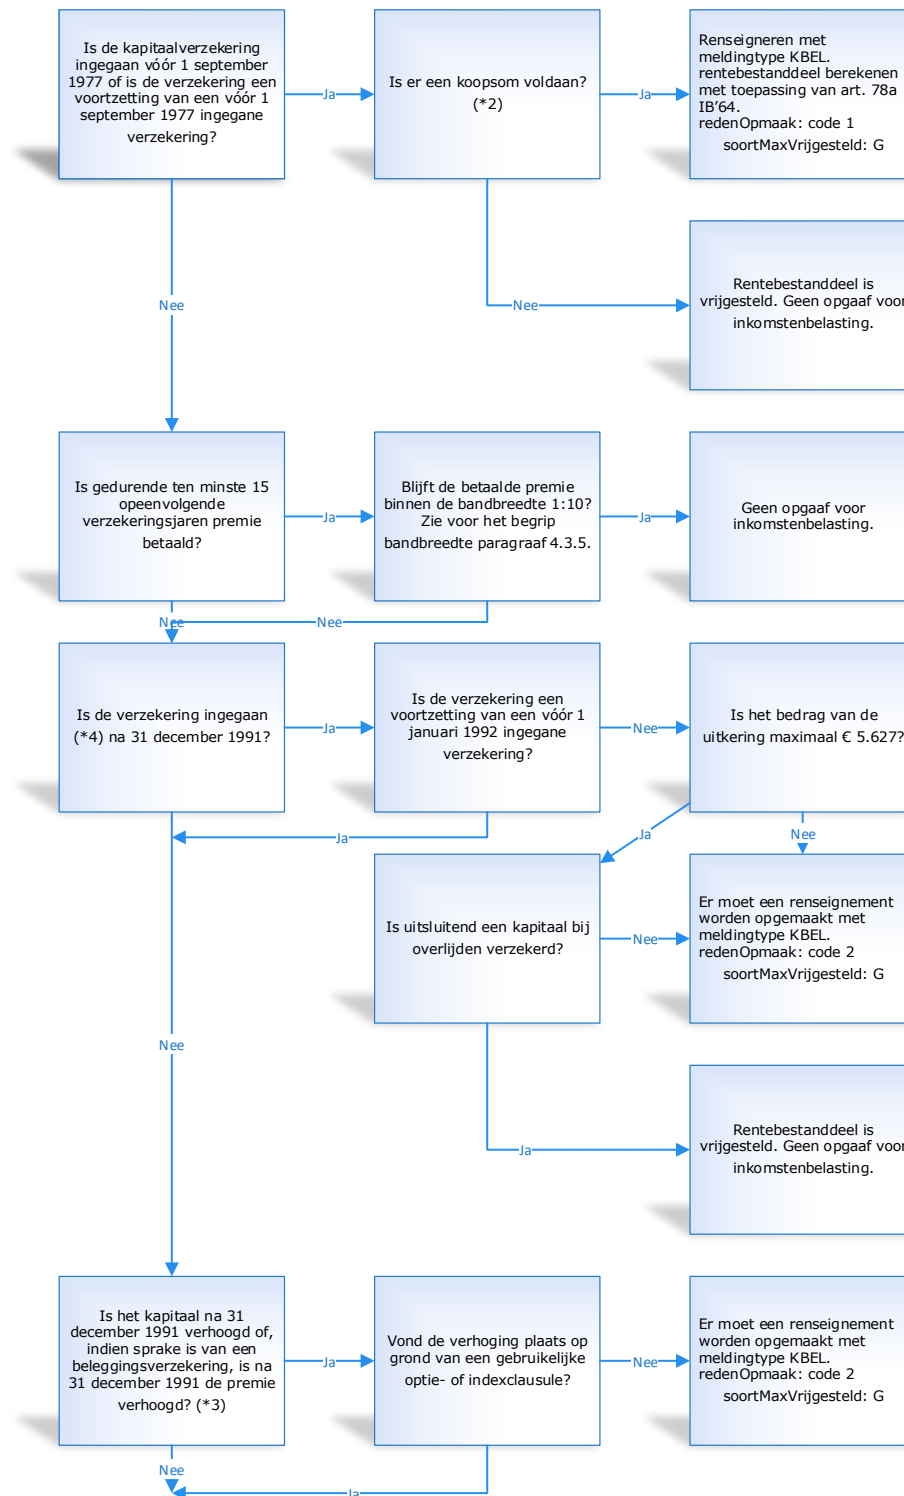 Is de kapitaalverzekering
ingegaan vóór 1 september
1977 of is de verzekering een
voortzetting van een vóór 1
september 1977 ingegane
verzekering?
Ja
Is er een koopsom voldaan?
(*2)
Ja
Renseigneren met
meldingtype KBEL.
rentebestanddeel berekenen
met toepassing van art. 78a
IB’64.
redenOpmaak: code 1
soortMaxVrijgesteld: G
Nee
Nee
Rentebestanddeel is
vrijgesteld. Geen opgaaf voor
inkomstenbelasting.
Is gedurende ten minste 15
opeenvolgende
verzekeringsjaren premie
betaald?
Ja
Blijft de betaalde premie
binnen de bandbreedte 1:10?
Zie voor het begrip
bandbreedte paragraaf 4.3.5.
Ja
Geen opgaaf voor
inkomstenbelasting.
Nee
Nee
Is de verzekering ingegaan
(*4) na 31 december 1991?
Ja
Is de verzekering een
voortzetting van een vóór 1
januari 1992 ingegane
verzekering?
Nee
Is het bedrag van de
uitkering maximaal € 5.627?
Ja
Ja
Nee
Is uitsluitend een kapitaal bij
overlijden verzekerd?
Nee
Er moet een renseignement
worden opgemaakt met
meldingtype KBEL.
redenOpmaak: code 2
soortMaxVrijgesteld: G
Nee
Ja
Rentebestanddeel is
vrijgesteld. Geen opgaaf voor
inkomstenbelasting.
Is het kapitaal na 31
december 1991 verhoogd of,
indien sprake is van een
beleggingsverzekering, is na
31 december 1991 de premie
verhoogd? (*3)
Ja
Vond de verhoging plaats op
grond van een gebruikelijke
optie- of indexclausule?
Nee
Er moet een renseignement
worden opgemaakt met
meldingtype KBEL.
redenOpmaak: code 2
soortMaxVrijgesteld: G
Nee
Ja